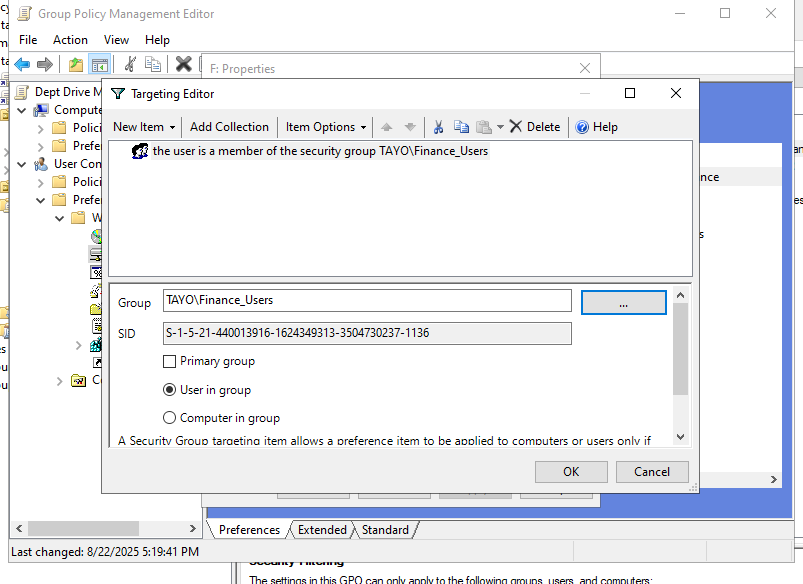 Group Policy Management Editor
File Action View Help
F: Properties
Dept Drive M
Targeting Editor
Compute
New Item Add Collection Item Options Delete Help
the user is a member of the security group TAYO\Finance_Users
Polici
Prefer
User Con
nce
Polici
Prefe
W
s
Group TAYO\Finance_Users ...
SID S-1-5-21-440013916-1624349313-3504730237-1136
Primary group
User in group
C
Computer in group
A Security Group targeting item allows a preference item to be applied to computers or users only if
OK Cancel
Preferences Extended Standard
Last changed: 8/22/2025 5:19:41 PM
Security Filtering
The settings in this GPO can only apply to the following groups, users, and computers: